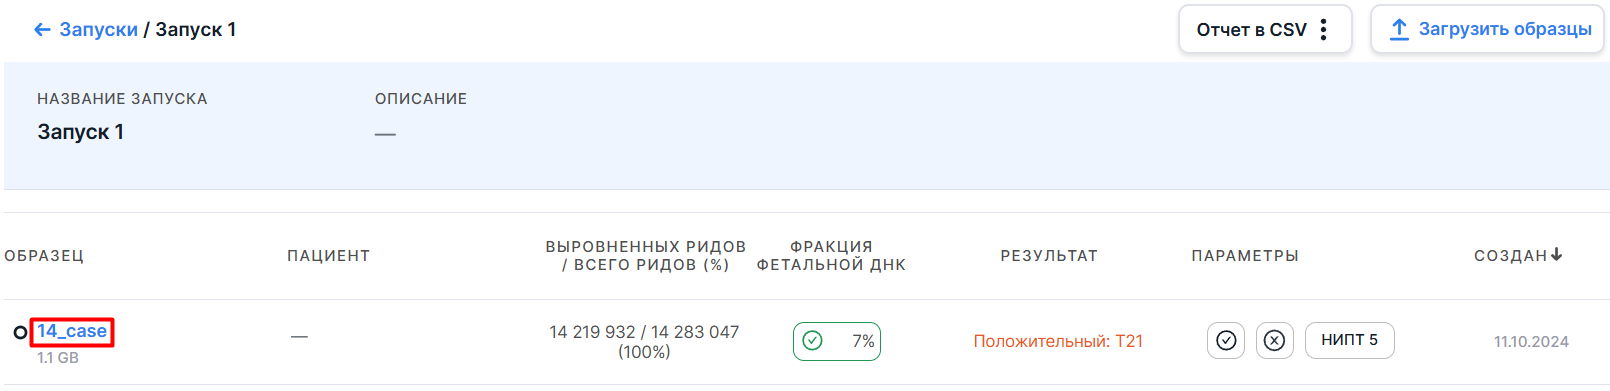 ← Запуски / Запуск 1
Отчет в CSV
Загрузить образцы
НАЗВАНИЕ ЗАПУСКА
ОПИСАНИЕ
Запуск 1
—
ОБРАЗЕЦ
ПАЦИЕНТ
ВЫРОВНЕННЫХ РИДОВ
/ ВСЕГО РИДОВ (%)
ФРАКЦИЯ
ФЕТАЛЬНОЙ ДНК
РЕЗУЛЬТАТ
ПАРАМЕТРЫ
СОЗДАН
14_case
1.1 GB
—
14 219 932 / 14 283 047
(100%)
7%
Положительный: Т21
НИПТ 5
11.10.2024